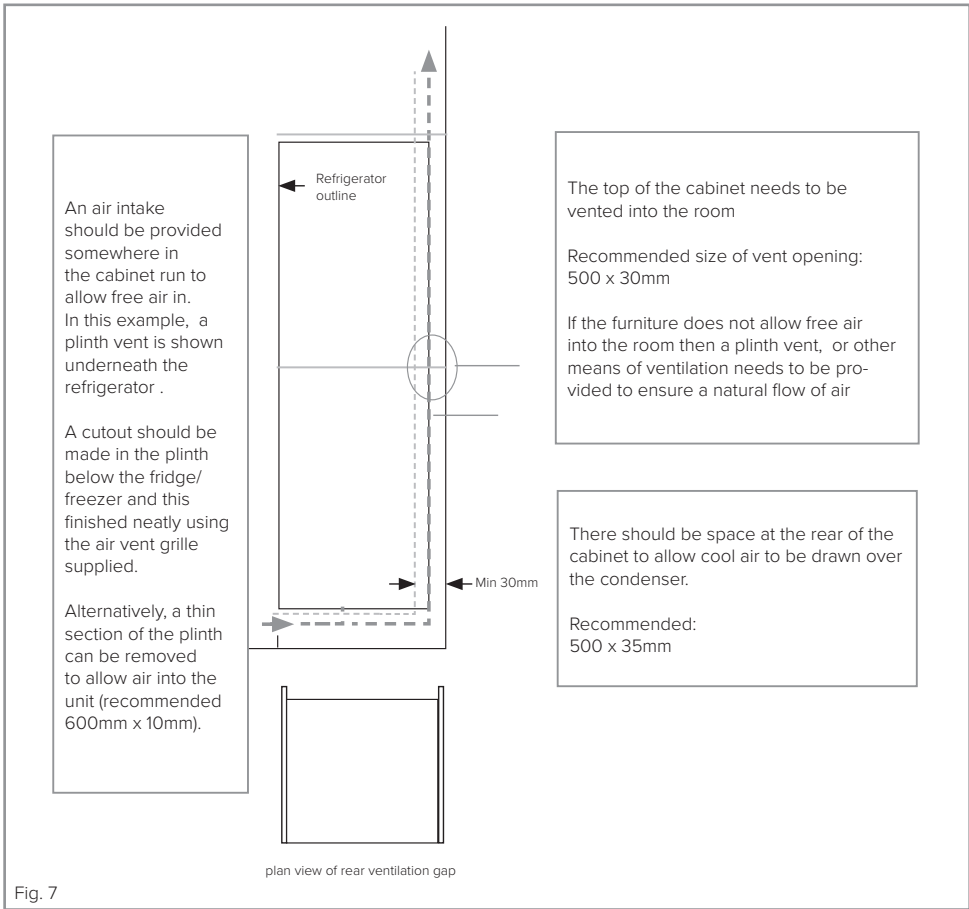 An air intake
should be provided
somewhere in
the cabinet run to
allow free air in.
In this example, a
plinth vent is shown
underneath the
refrigerator .
A cutout should be
made in the plinth
below the fridge/
freezer and this
finished neatly using
the air vent grille
supplied.
Alternatively, a thin
section of the plinth
can be removed
to allow air into the
unit (recommended
600mm x 10mm).
Refrigerator
outline
Min 30mm
The top of the cabinet needs to be
vented into the room
Recommended size of vent opening:
500 x 30mm
If the furniture does not allow free air
into the room then a plinth vent, or other
means of ventilation needs to be pro-
vided to ensure a natural flow of air
There should be space at the rear of the
cabinet to allow cool air to be drawn over
the condenser.
Recommended:
500 x 35mm
plan view of rear ventilation gap
Fig. 7